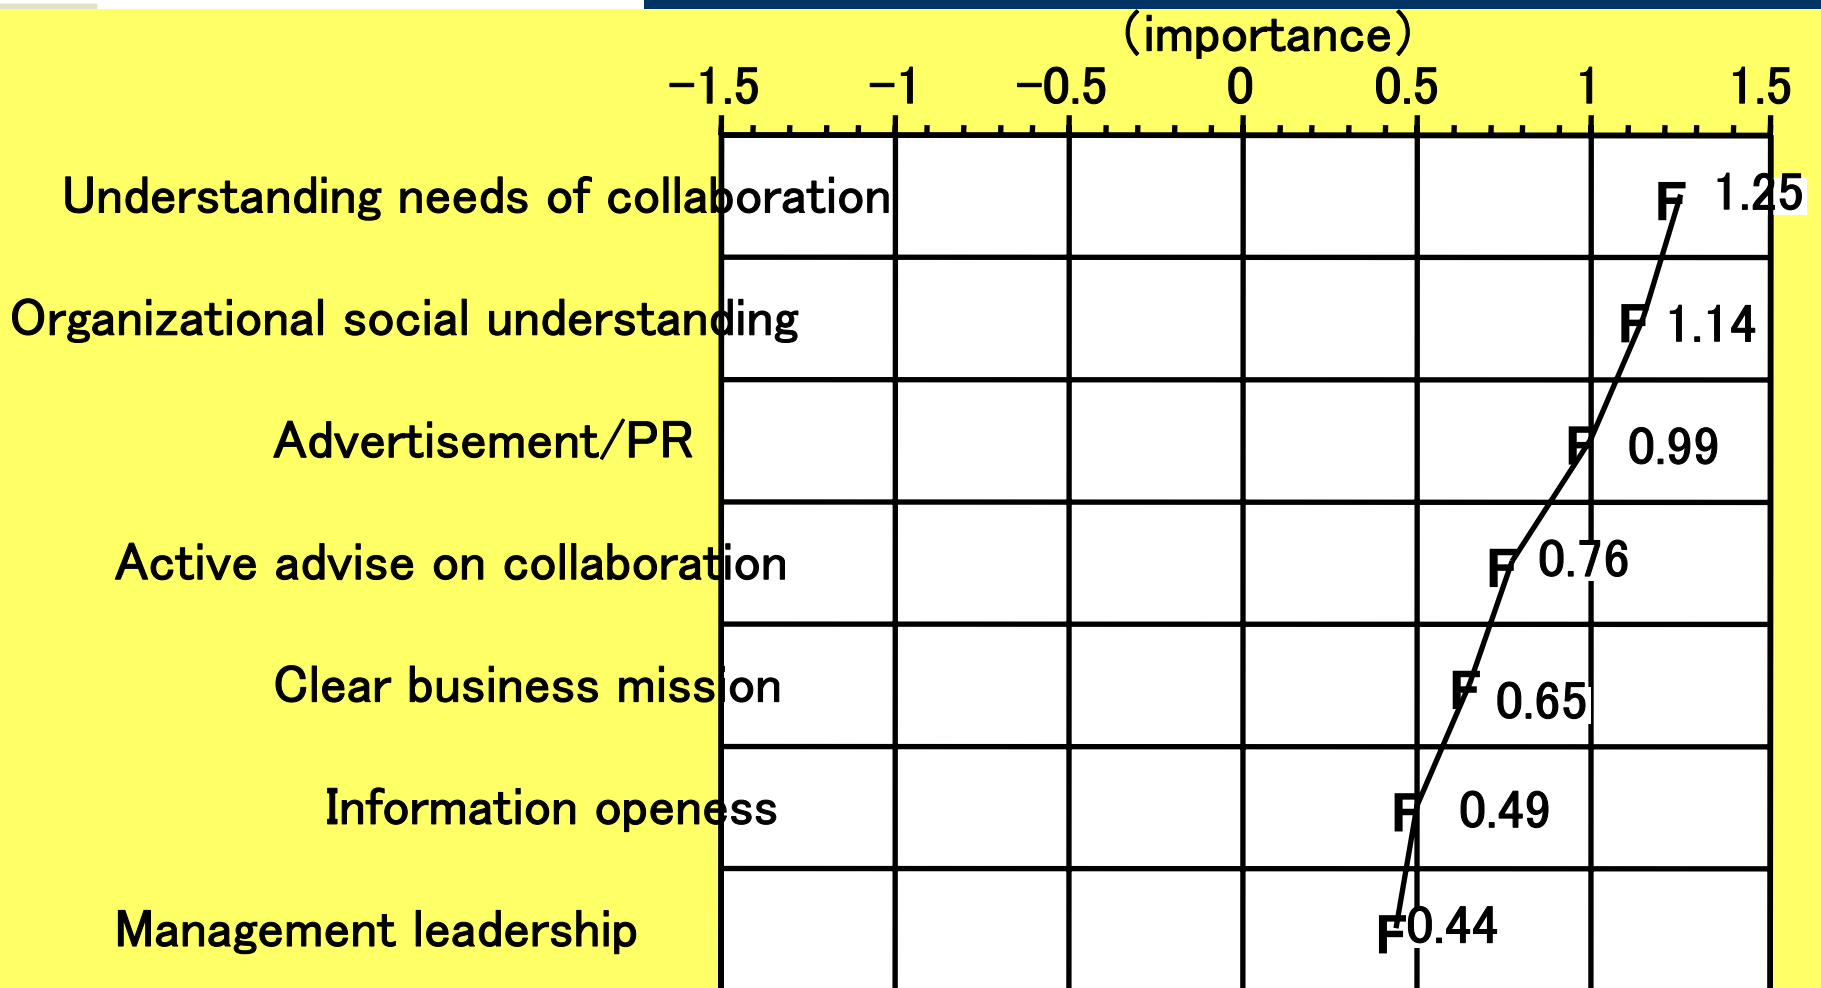 （importance）
−1.5 −1 −0.5 0 0.5 1 1.5
Understanding needs of collaboration F 1.25
Organizational social understanding F 1.14
Advertisement/PR F 0.99
Active advise on collaboration F 0.76
Clear business mission F 0.65
Information openess F 0.49
Management leadership F 0.44